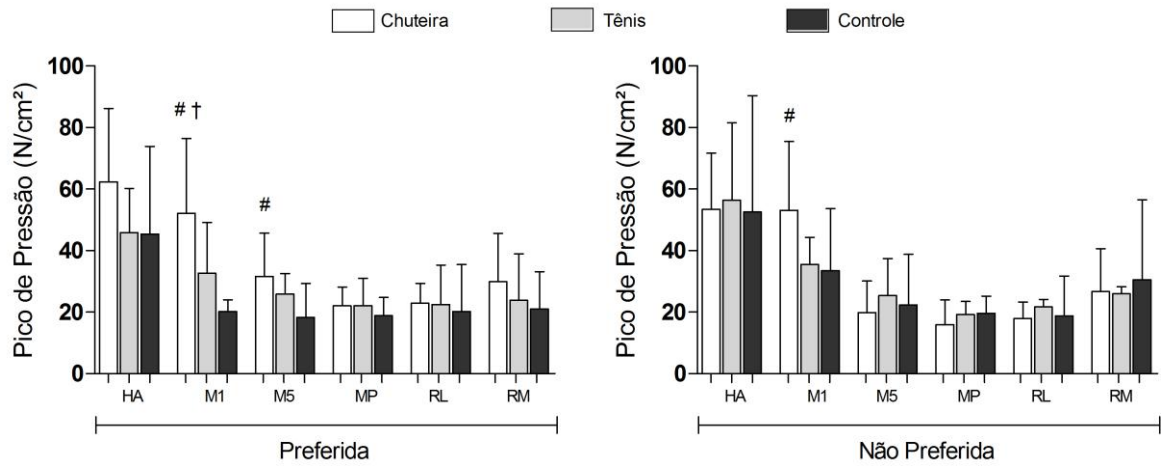 Chuteira Tênis Controle
Pico de Pressão (N/cm²)
100
80
60
40
20
0
# †
#
HA M1 M5 MP RL RM
Preferida
Pico de Pressão (N/cm²)
100
80
60
40
20
0
#
HA M1 M5 MP RL RM
Não Preferida